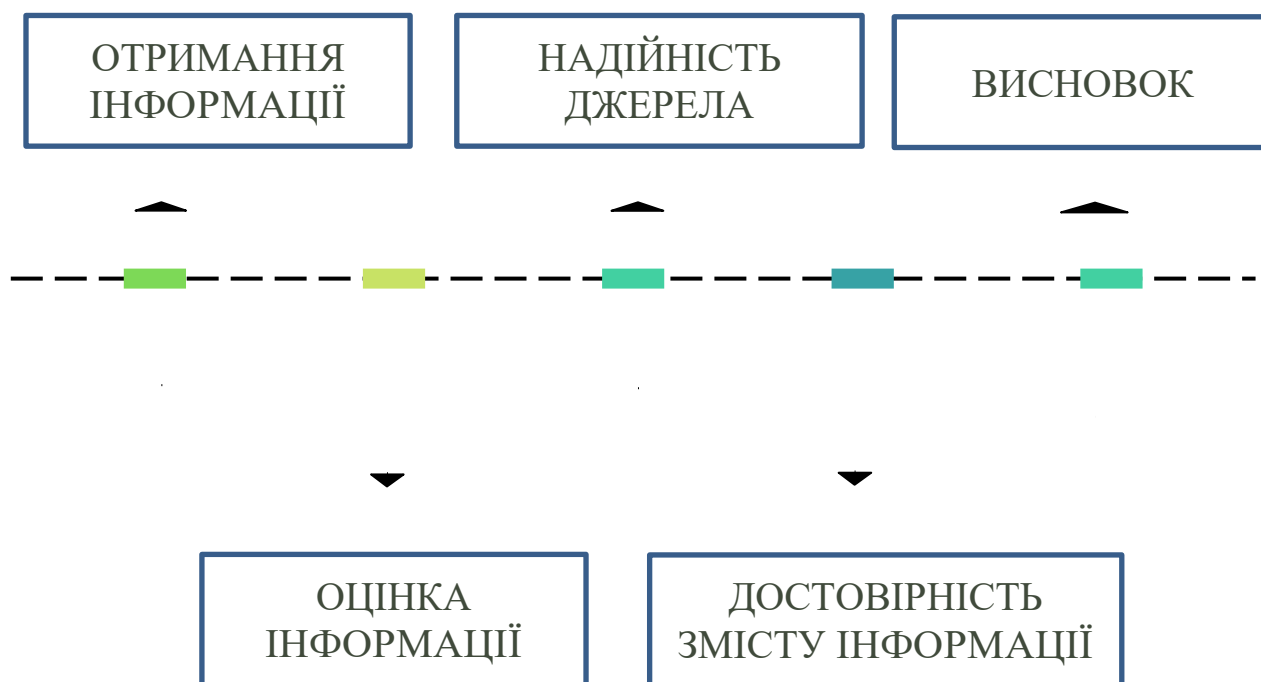 ОТРИМАННЯ
ІНФОРМАЦІЇ
НАДІЙНІСТЬ
ДЖЕРЕЛА
ВИСНОВОК
ОЦІНКА
ІНФОРМАЦІЇ
ДОСТОВІРНІСТЬ
ЗМІСТУ ІНФОРМАЦІЇ